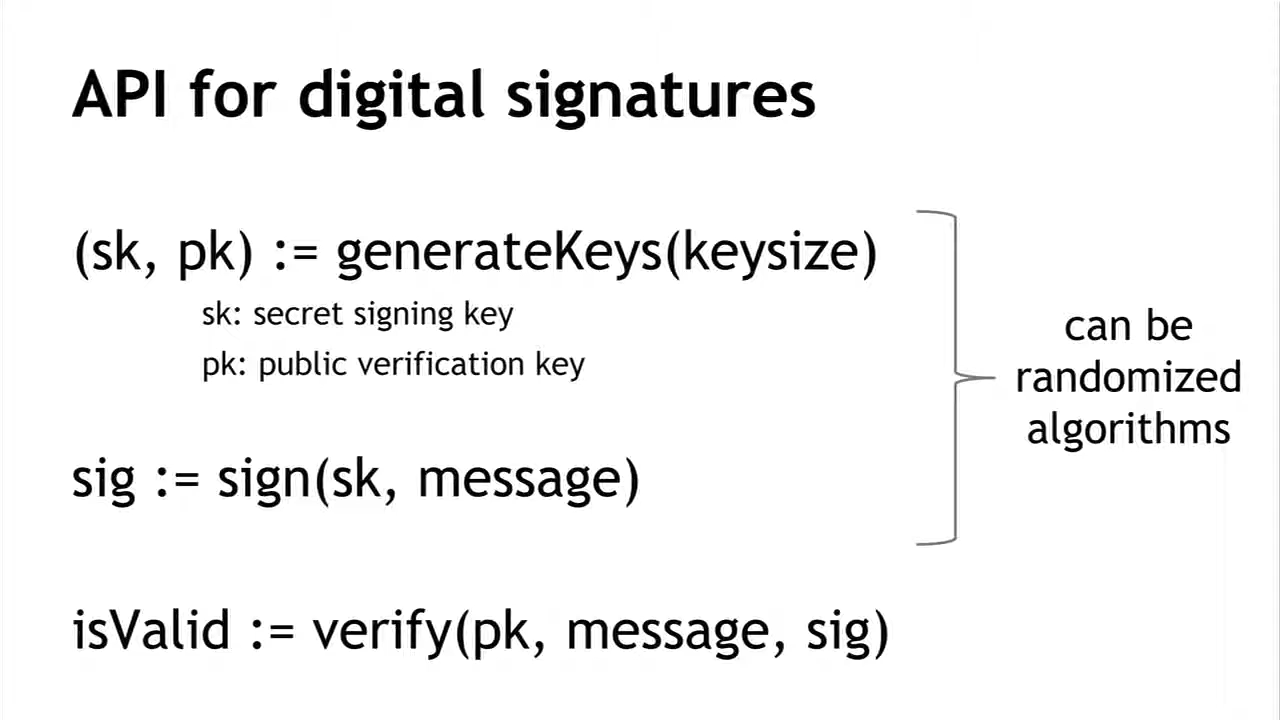 API for digital signatures
(sk, pk) := generateKeys(keysize)
sk: secret signing key
pk: public verification key
sig := sign(sk, message)
isValid := verify(pk, message, sig)
can be
randomized
algorithms